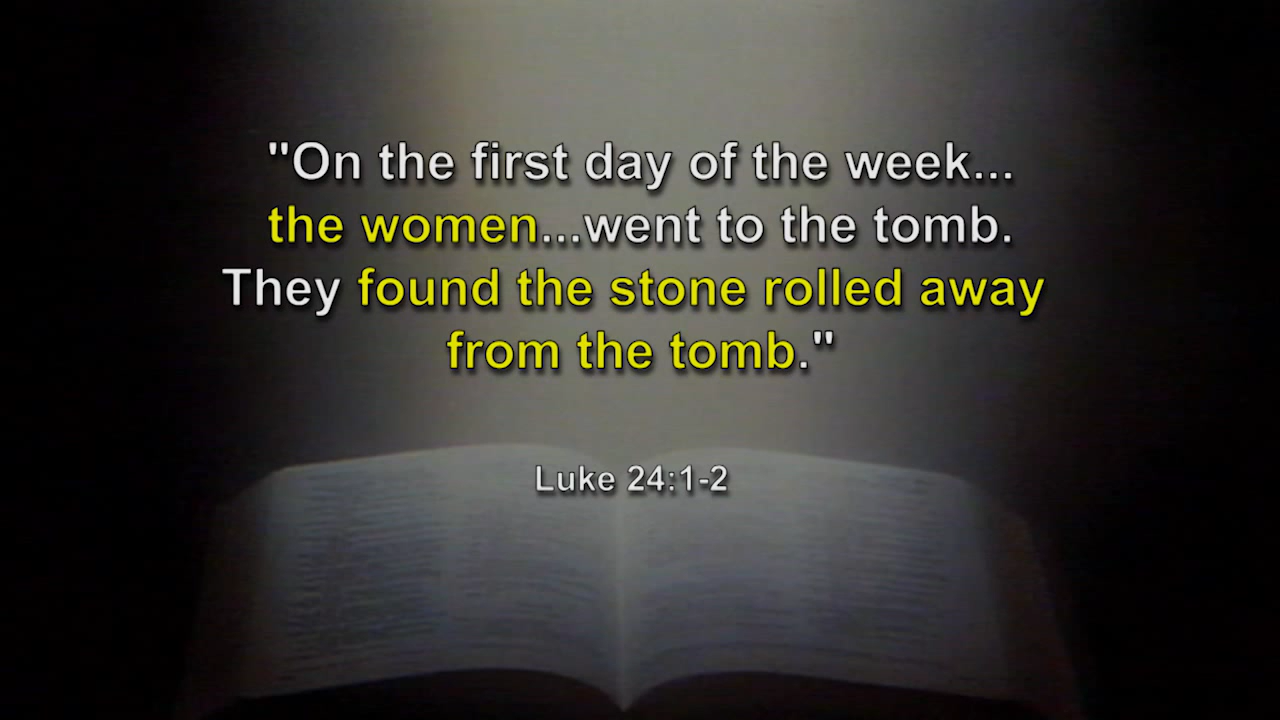 "On the first day of the week...
the women...went to the tomb.
They found the stone rolled away
from the tomb."
Luke 24:1-2